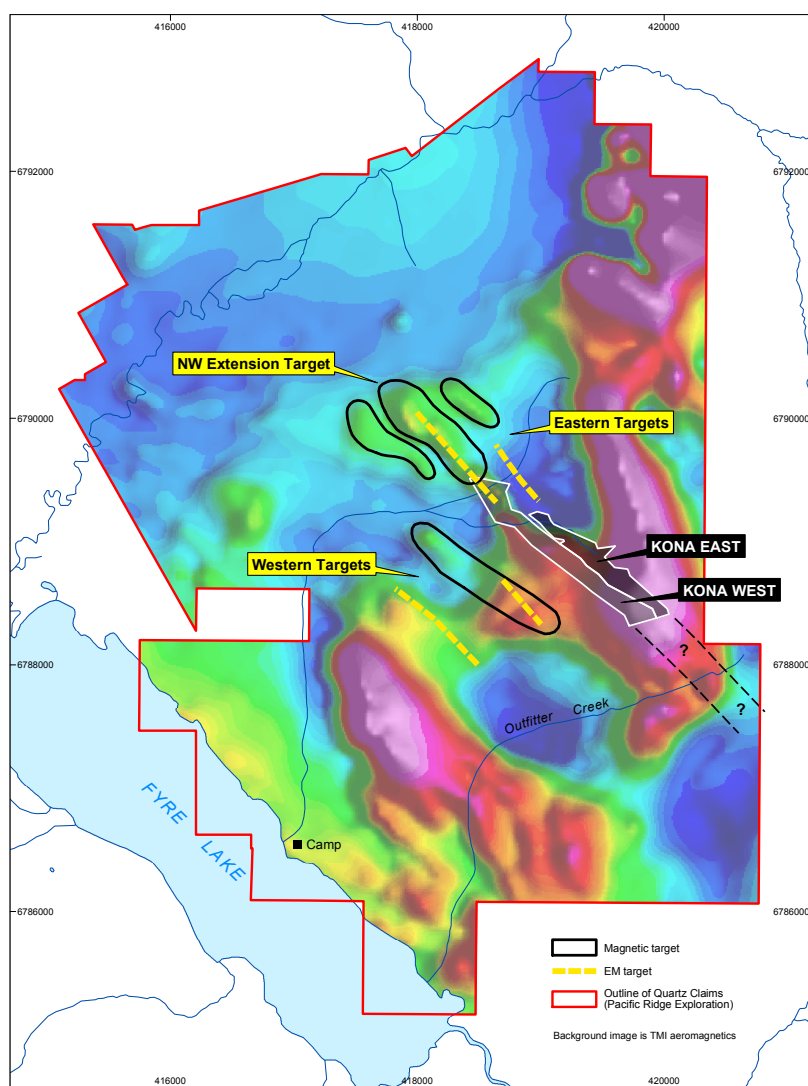 416000
418000
420000
6792000
6792000
NW Extension Target
6790000
Eastern Targets
6790000
KONA EAST
Western Targets
KONA WEST
6788000
?
6788000
?
Outfitter Creek
FYRE LAKE
Camp
6786000
6786000
Magnetic target
EM target
Outline of Quartz Claims
(Pacific Ridge Exploration)
Background image is TMI aeromagnetics
416000
418000
420000